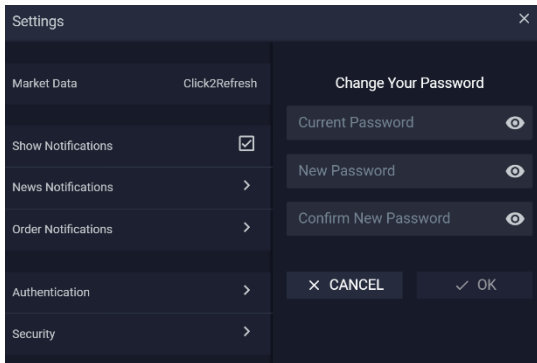 Settings
Market Data Click2Refresh
Show Notifications
News Notifications
Order Notifications
Authentication
Security
Change Your Password
Current Password
New Password
Confirm New Password
CANCEL OK